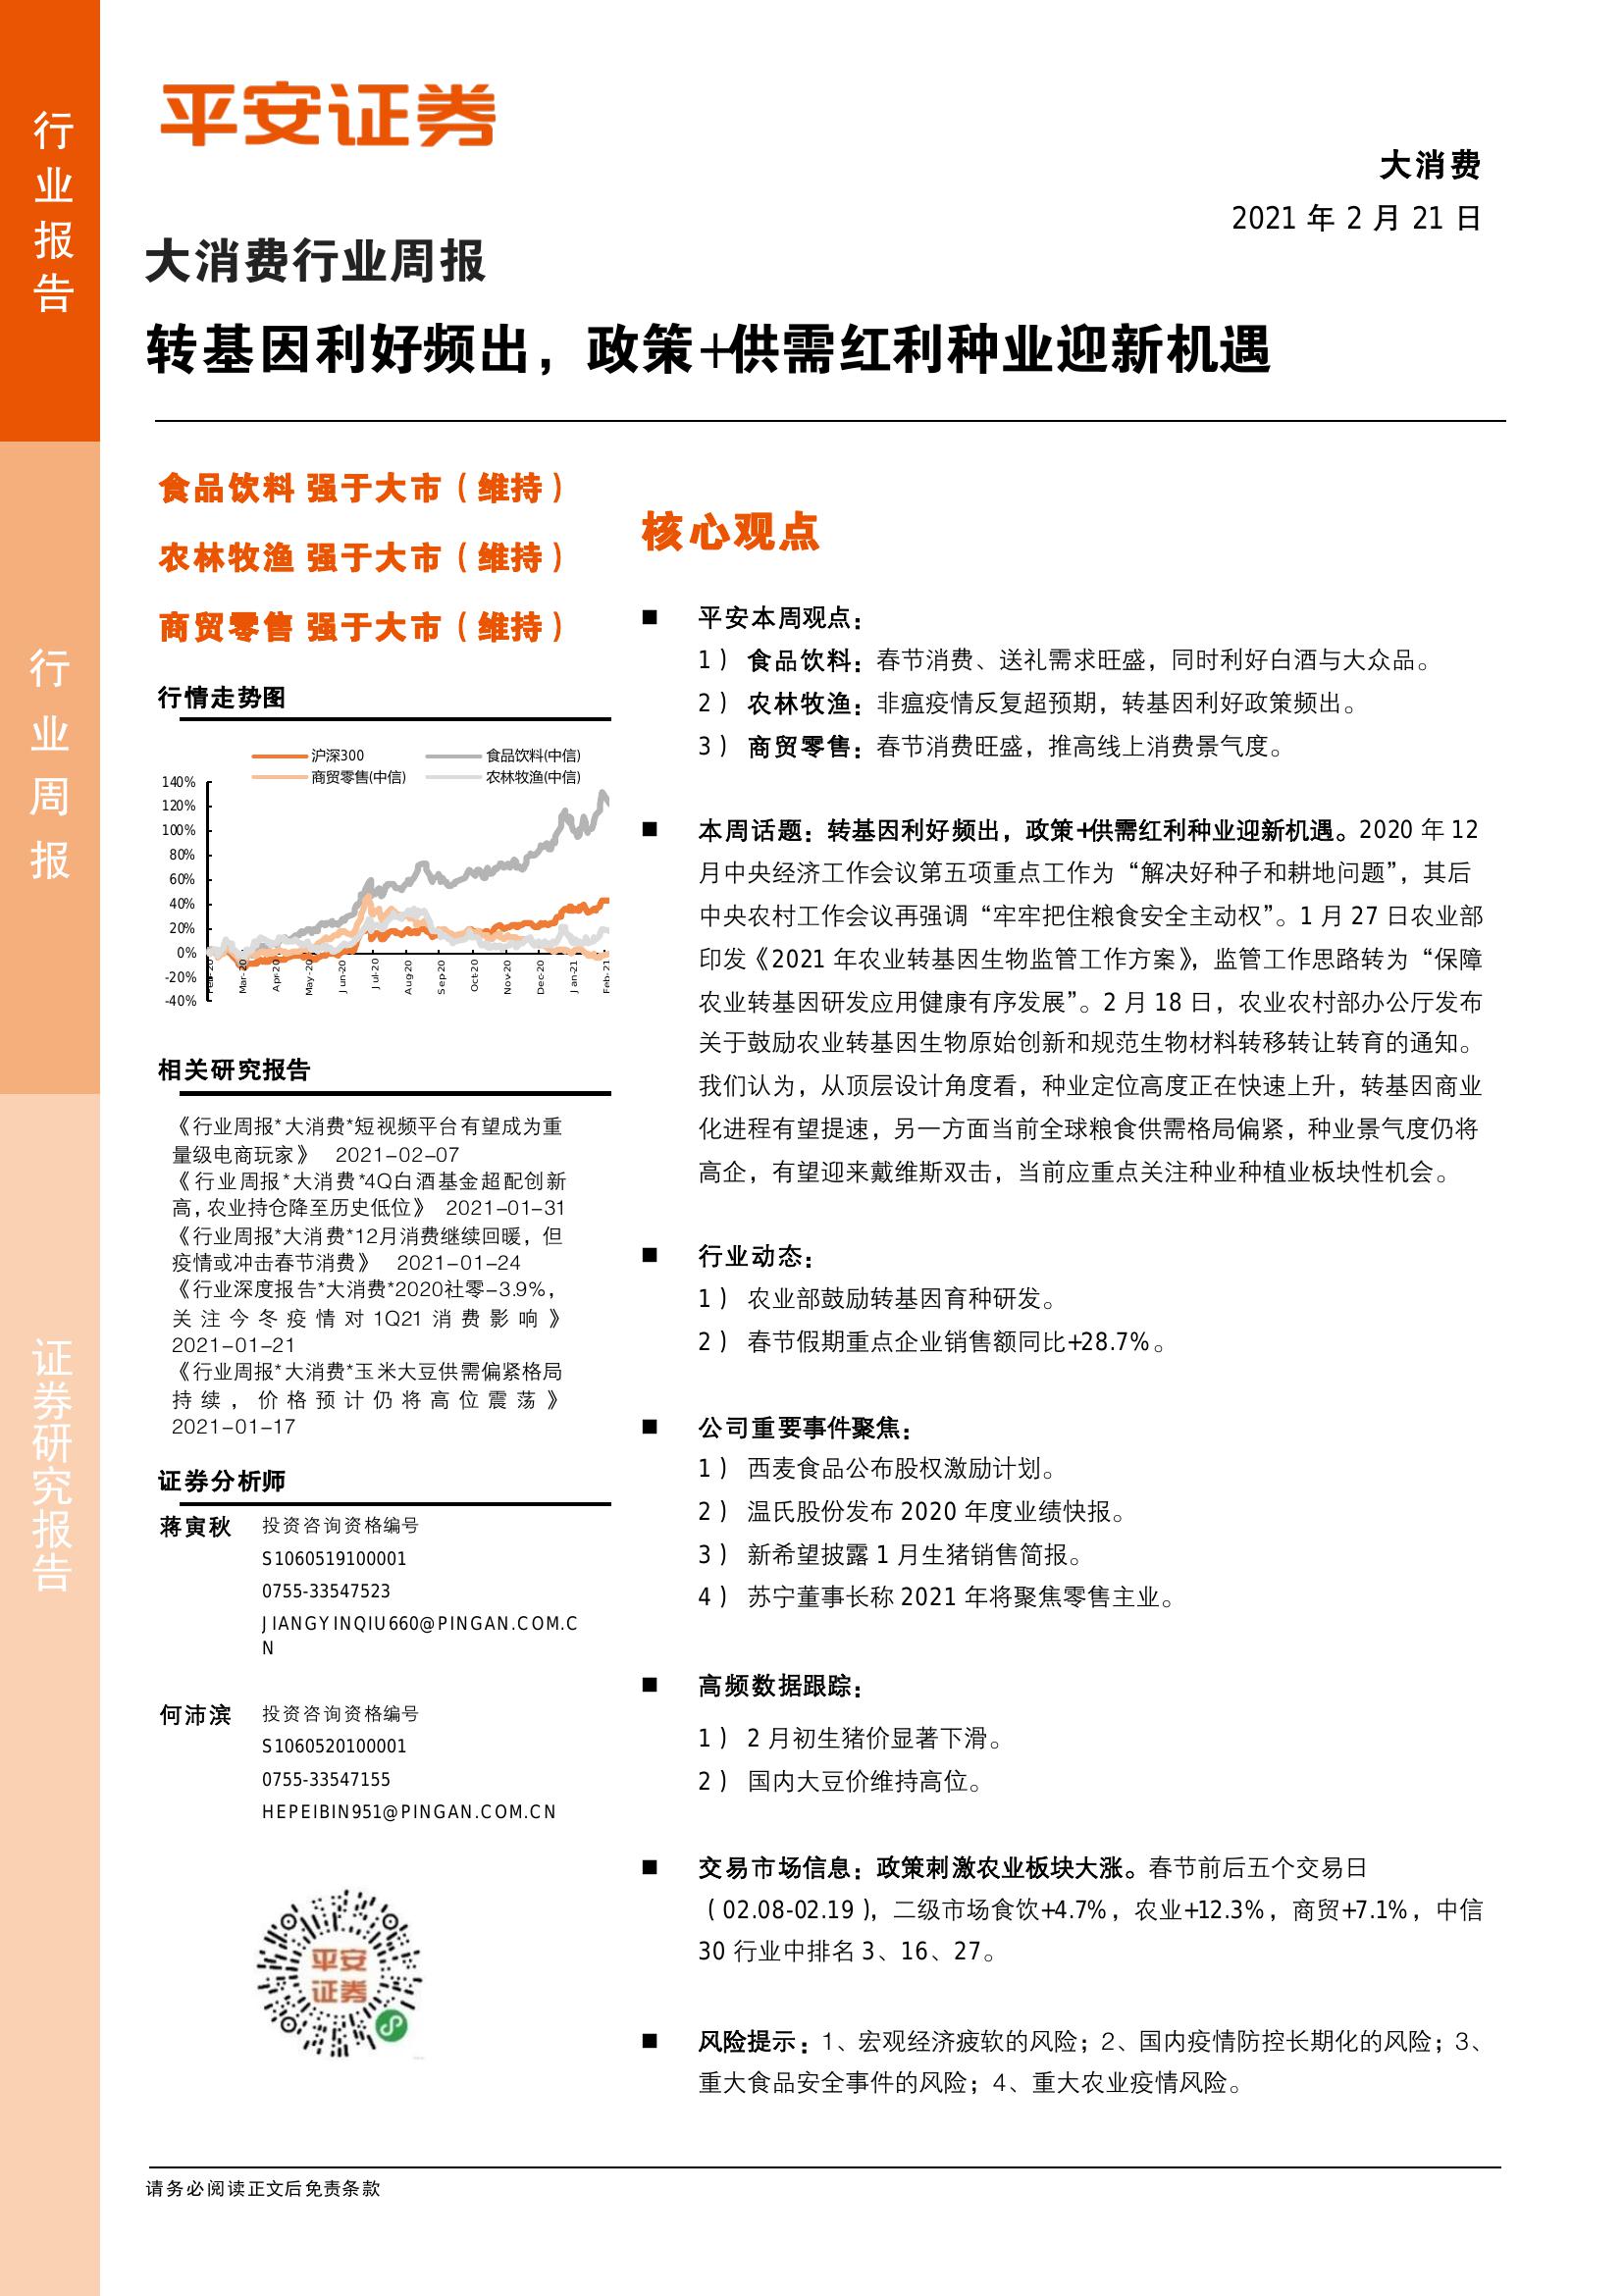 行业报告
行业周报
证券研究报告
平安证券
大消费
2021 年 2 月 21 日
大消费行业周报
转基因利好频出，政策+供需红利种业迎新机遇
食品饮料 强于大市（维持）
农林牧渔 强于大市（维持）
商贸零售 强于大市（维持）
行情走势图
沪深300 食品饮料(中信)
商贸零售(中信) 农林牧渔(中信)
140%
120%
100%
80%
60%
40%
20%
0%
-20%
-40%
Feb-20 Mar-20 Apr-20 May-20 Jun-20 Jul-20 Aug-20 Sep-20 Oct-20 Nov-20 Dec-20 Jan-21 Feb-21
相关研究报告
《行业周报*大消费*短视频平台有望成为重
量级电商玩家》 2021-02-07
《行业周报*大消费*4Q白酒基金超配创新
高，农业持仓降至历史低位》 2021-01-31
《行业周报*大消费*12月消费继续回暖，但
疫情或冲击春节消费》 2021-01-24
《行业深度报告*大消费*2020社零-3.9%，
关注今冬疫情对1Q21消费影响》
2021-01-21
《行业周报*大消费*玉米大豆供需偏紧格局
持续，价格预计仍将高位震荡》
2021-01-17
证券分析师
蒋寅秋 投资咨询资格编号
S1060519100001
0755-33547523
JIANGYINQIU660@PINGAN.COM.C
N
何沛滨 投资咨询资格编号
S1060520100001
0755-33547155
HEPEIBIN951@PINGAN.COM.CN
平安
证券
核心观点
■ 平安本周观点：
1） 食品饮料：春节消费、送礼需求旺盛，同时利好白酒与大众品。
2） 农林牧渔：非瘟疫情反复超预期，转基因利好政策频出。
3） 商贸零售：春节消费旺盛，推高线上消费景气度。
■ 本周话题：转基因利好频出，政策+供需红利种业迎新机遇。2020 年 12
月中央经济工作会议第五项重点工作为“解决好种子和耕地问题”，其后
中央农村工作会议再强调“牢牢把住粮食安全主动权”。1 月 27 日农业部
印发《2021 年农业转基因生物监管工作方案》，监管工作思路转为“保障
农业转基因研发应用健康有序发展”。2 月 18 日，农业农村部办公厅发布
关于鼓励农业转基因生物原始创新和规范生物材料转移转让转育的通知。
我们认为，从顶层设计角度看，种业定位高度正在快速上升，转基因商业
化进程有望提速，另一方面当前全球粮食供需格局偏紧，种业景气度仍将
高企，有望迎来戴维斯双击，当前应重点关注种业种植业板块性机会。
■ 行业动态：
1） 农业部鼓励转基因育种研发。
2） 春节假期重点企业销售额同比+28.7%。
■ 公司重要事件聚焦：
1） 西麦食品公布股权激励计划。
2） 温氏股份发布 2020 年度业绩快报。
3） 新希望披露 1 月生猪销售简报。
4） 苏宁董事长称 2021 年将聚焦零售主业。
■ 高频数据跟踪：
1） 2 月初生猪价显著下滑。
2） 国内大豆价维持高位。
■ 交易市场信息：政策刺激农业板块大涨。春节前后五个交易日
（02.08-02.19），二级市场食饮+4.7%，农业+12.3%，商贸+7.1%，中信
30 行业中排名 3、16、27。
■ 风险提示：1、宏观经济疲软的风险；2、国内疫情防控长期化的风险；3、
重大食品安全事件的风险；4、重大农业疫情风险。
请务必阅读正文后免责条款